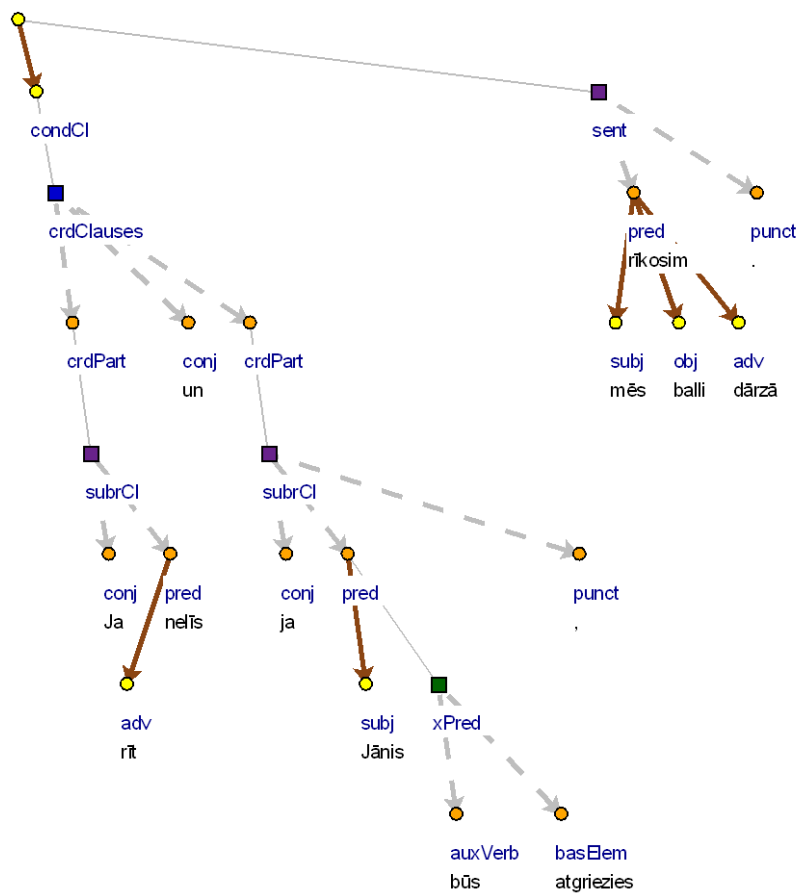 condCl
sent
crdClauses
pred
punct
rīkosim
.
crdPart
conj
crdPart
subj
obj
adv
un
mēs
balli
dārzā
subrCl
subrCl
conj
pred
conj
pred
punct
Ja
nelīs
ja
,
adv
subj
xPred
rīt
Jānis
auxVerb
basElem
būs
atgriezies